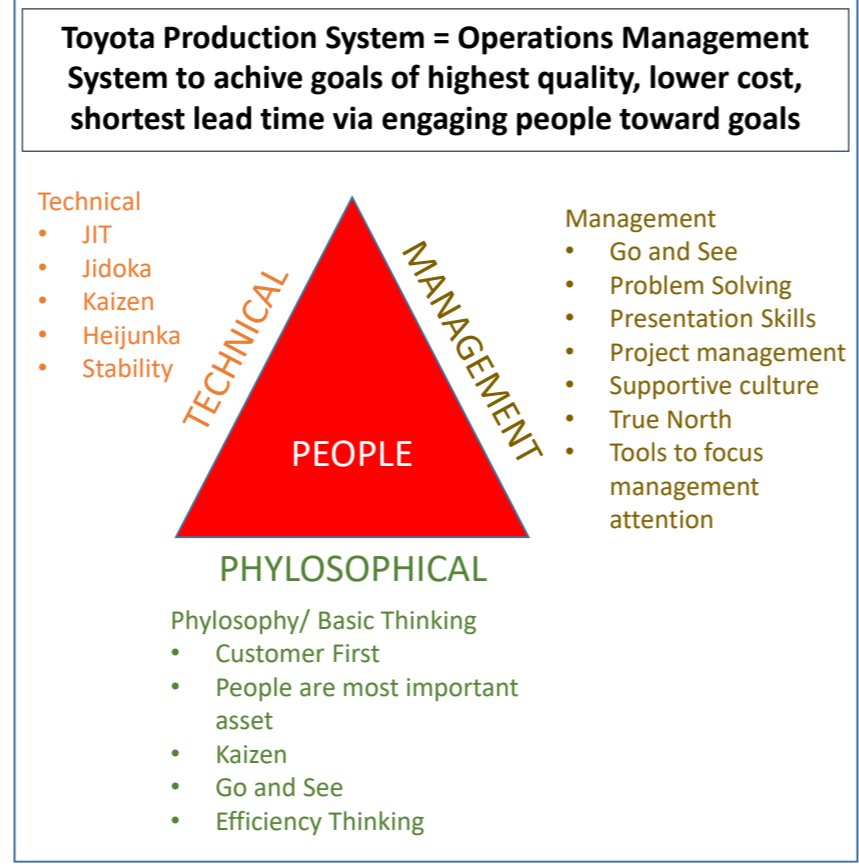 Toyota Production System = Operations Management
System to achive goals of highest quality, lower cost,
shortest lead time via engaging people toward goals
Technical
• JIT
• Jidoka
• Kaizen
• Heijunka
• Stability
TECHNICAL
MANAGEMENT
Management
• Go and See
• Problem Solving
• Presentation Skills
• Project management
• Supportive culture
• True North
• Tools to focus
management
attention
PEOPLE
PHYLOSOPHICAL
Phylosophy/ Basic Thinking
• Customer First
• People are most important
asset
• Kaizen
• Go and See
• Efficiency Thinking